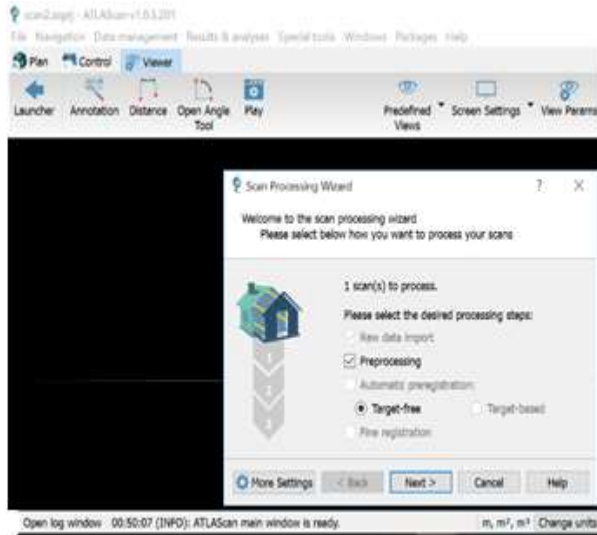 scan2.asprj - ATLAScan-v1.0.5.201
File Navigation Data management Results & analyses Special tools Windows Packages Help
Plan Control Viewer
Launcher Annotation Distance Open Angle Tool Play Predefined Views Screen Settings View Params
Scan Processing Wizard ? X
Welcome to the scan processing wizard
Please select below how you want to process your scans
1 scan(s) to process.
Please select the desired processing steps:
Raw data import
Preprocessing
Automatic preregistration:
Target-free Target-based
Fine registration
1
2
3
More Settings < Back Next > Cancel Help
Open log window 00:50:07 (INFO): ATLAScan main window is ready. m, m², m³ Change units